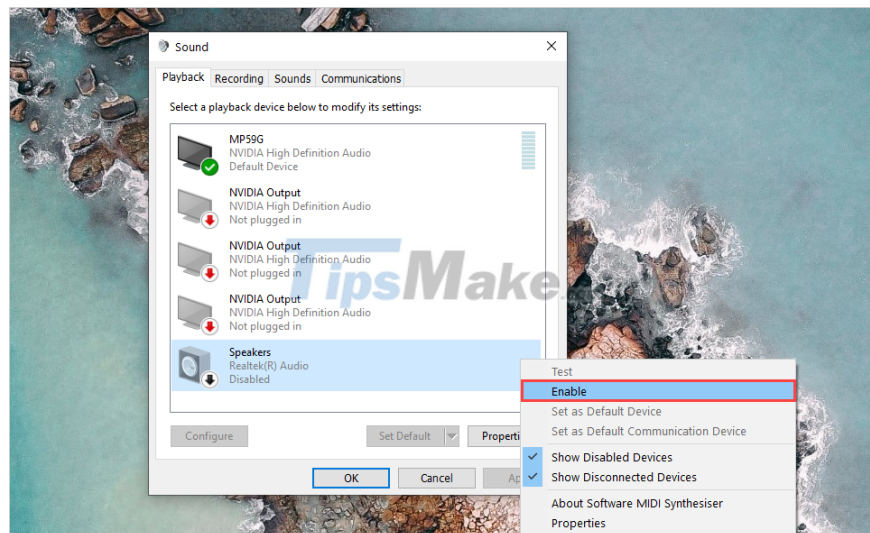 Sound
Playback Recording Sounds Communications
Select a playback device below to modify its settings:
MP59G
NVIDIA High Definition Audio
Default Device
NVIDIA Output
NVIDIA High Definition Audio
Not plugged in
NVIDIA Output
NVIDIA High Definition Audio
Not plugged in
NVIDIA Output
NVIDIA High Definition Audio
Not plugged in
Speakers
Realtek(R) Audio
Disabled
TipsMake
Configure Set Default Properti
OK Cancel Ap
Test
Enable
Set as Default Device
Set as Default Communication Device
Show Disabled Devices
Show Disconnected Devices
About Software MIDI Synthesiser
Properties